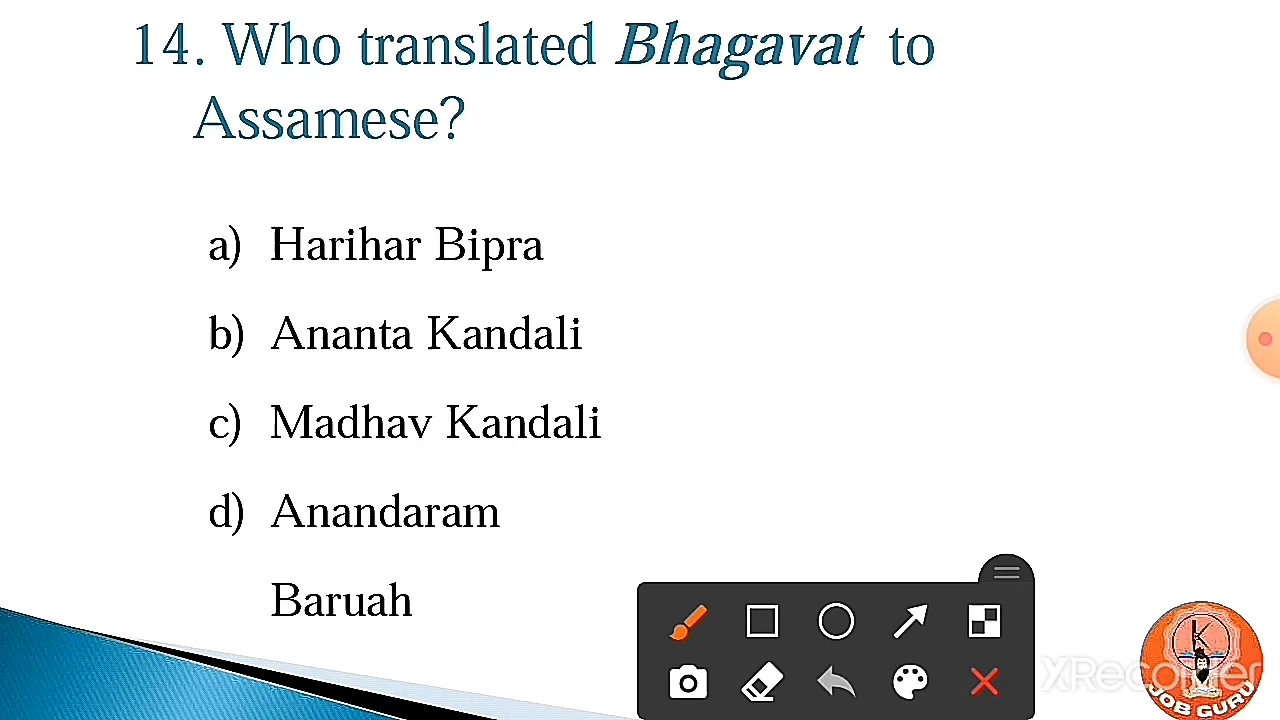 14. Who translated Bhagavat to
Assamese?
a) Harihar Bipra
b) Ananta Kandali
c) Madhav Kandali
d) Anandaram
Baruah
XRecorder
JOB GURU